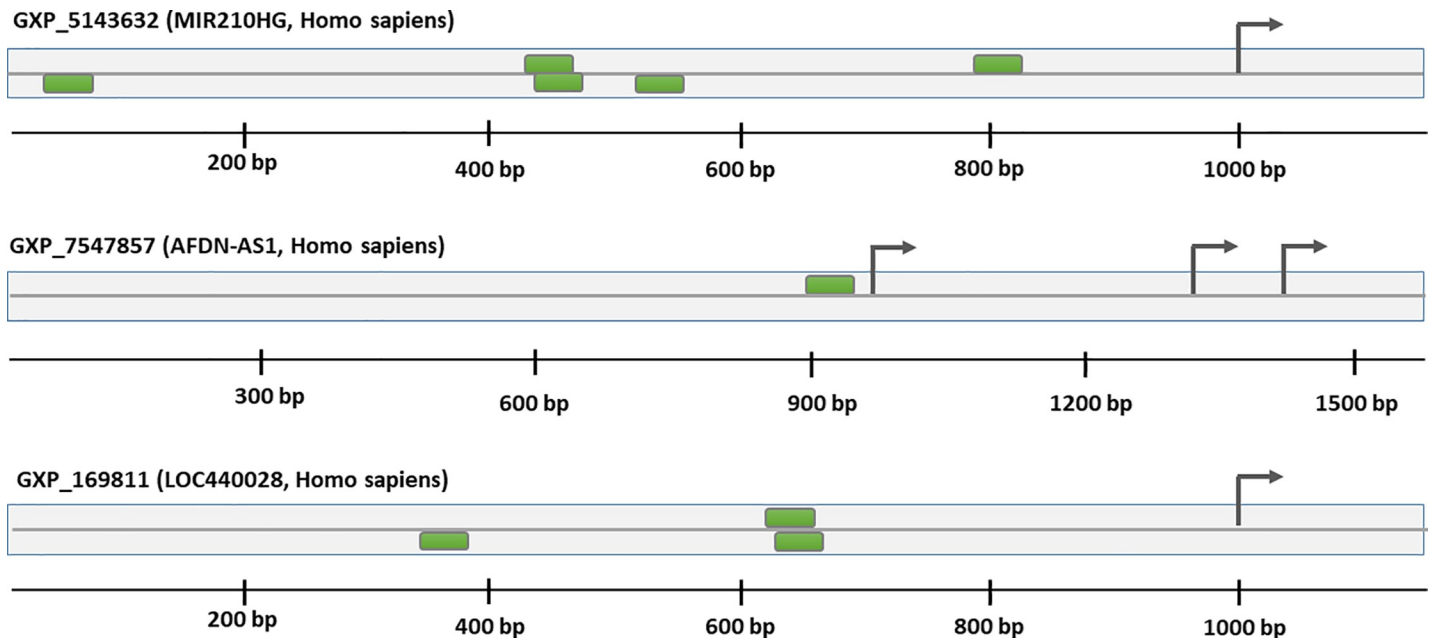 GXP_5143632 (MIR210HG, Homo sapiens)
200 bp 400 bp 600 bp 800 bp 1000 bp
GXP_7547857 (AFDN-AS1, Homo sapiens)
300 bp 600 bp 900 bp 1200 bp 1500 bp
GXP_169811 (LOC440028, Homo sapiens)
200 bp 400 bp 600 bp 800 bp 1000 bp